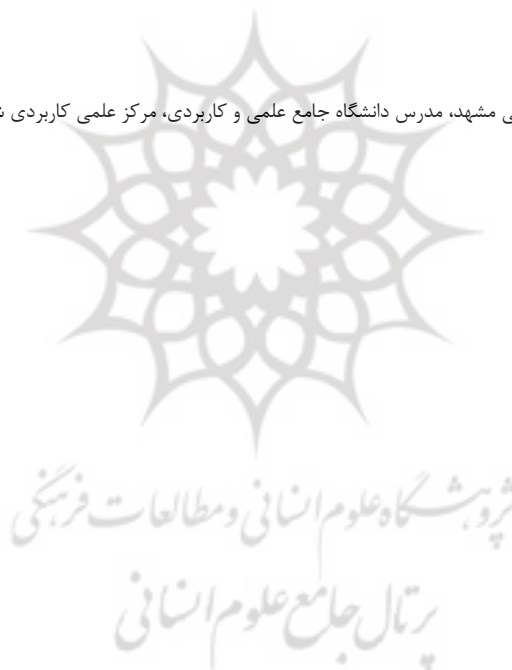 مشهد، مدرس دانشگاه جامع علمی و کاربردی، مرکز علمی کاربردی
پژوهشگاه علوم انسانی و مطالعات فرهنگی
پرتال جامع علوم انسانی